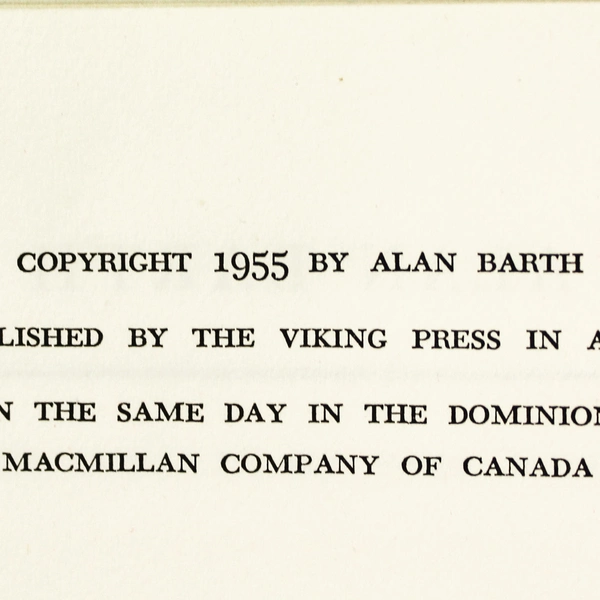 COPYRIGHT 1955 BY ALAN BARTH
LISHED BY THE VIKING PRESS IN A
N THE SAME DAY IN THE DOMINION
MACMILLAN COMPANY OF CANADA